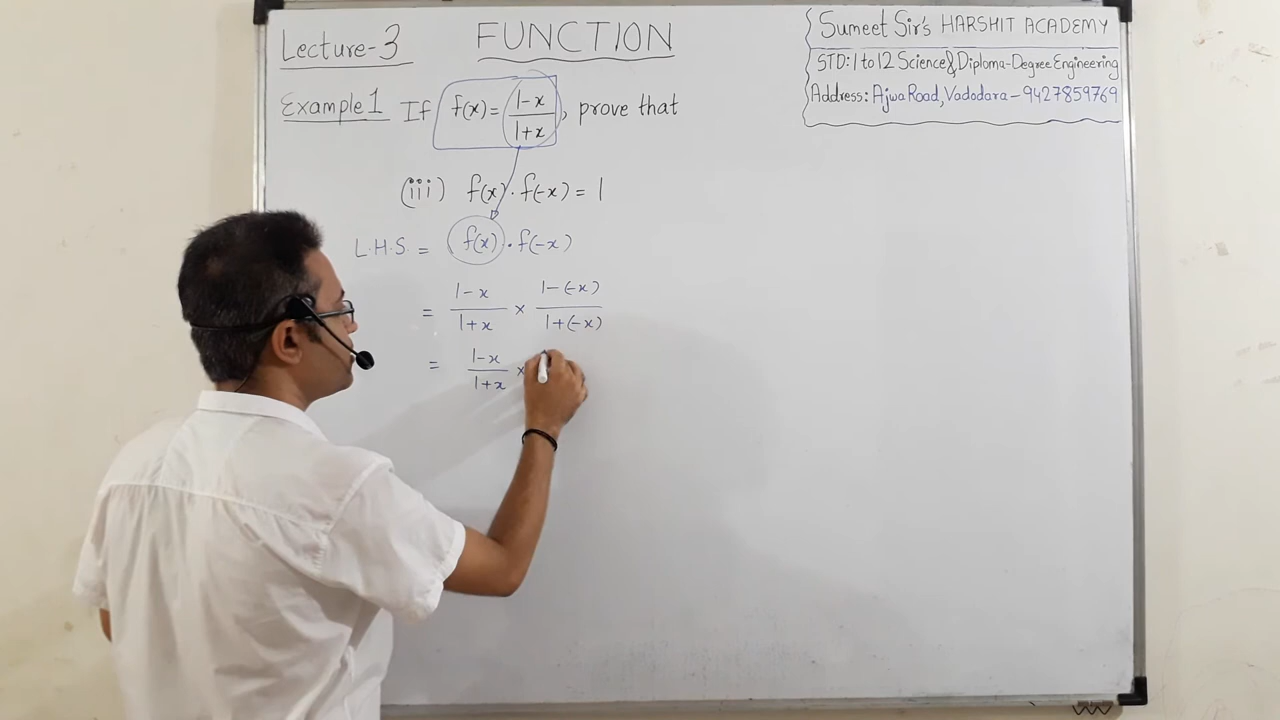 Lecture-3 FUNCTION
Example 1 If f(x) = (1-x)/(1+x), prove that
(iii) f(x) · f(-x) = 1
L.H.S. = f(x) · f(-x)
= (1-x)/(1+x) × (1-(-x))/(1+(-x))
= (1-x)/(1+x) ×
Sumeet Sir's HARSHIT ACADEMY
STD: 1 to 12 Science & Diploma-Degree Engineering
Address: Ajwa Road, Vadodara - 9427859769